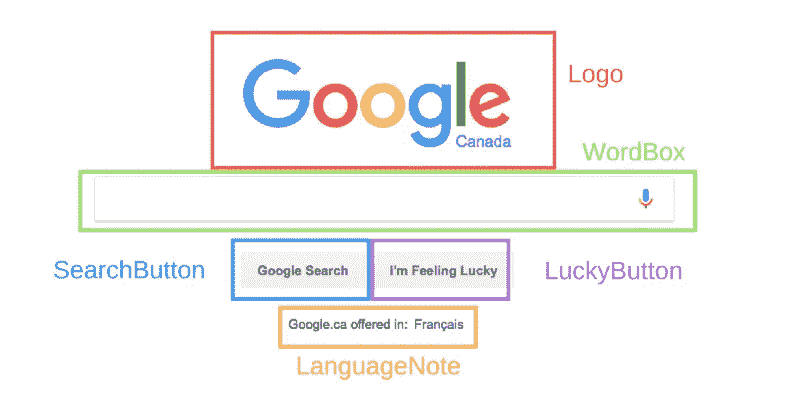 Google
Canada
Logo
WordBox
SearchButton
Google Search
I'm Feeling Lucky
LuckyButton
Google.ca offered in: Français
LanguageNote